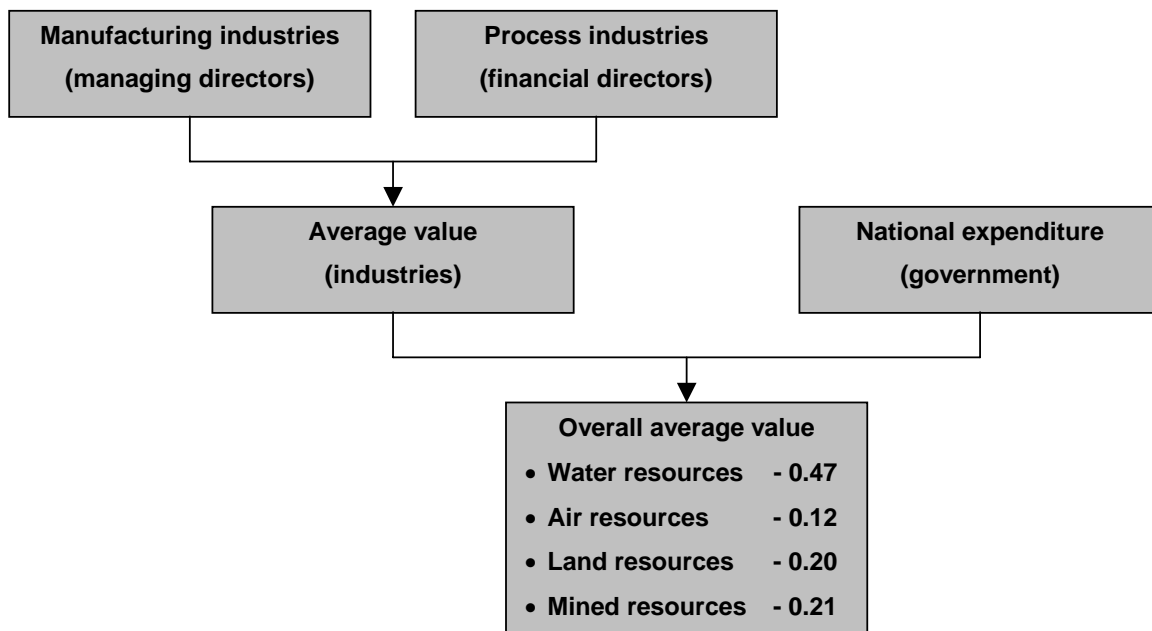 Manufacturing industries
(managing directors)
Process industries
(financial directors)
Average value
(industries)
National expenditure
(government)
Overall average value
• Water resources - 0.47
• Air resources - 0.12
• Land resources - 0.20
• Mined resources - 0.21